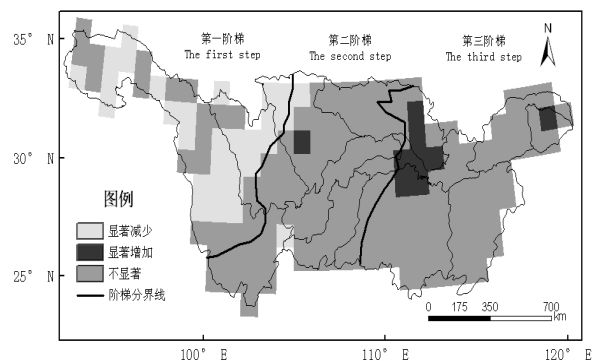 35° N
30° N
25° N
第一阶梯
The first step
第二阶梯
The second step
第三阶梯
The third step
N
图例
显著减少
显著增加
不显著
阶梯分界线
0 175 350 700
km
100° E
110° E
120° E